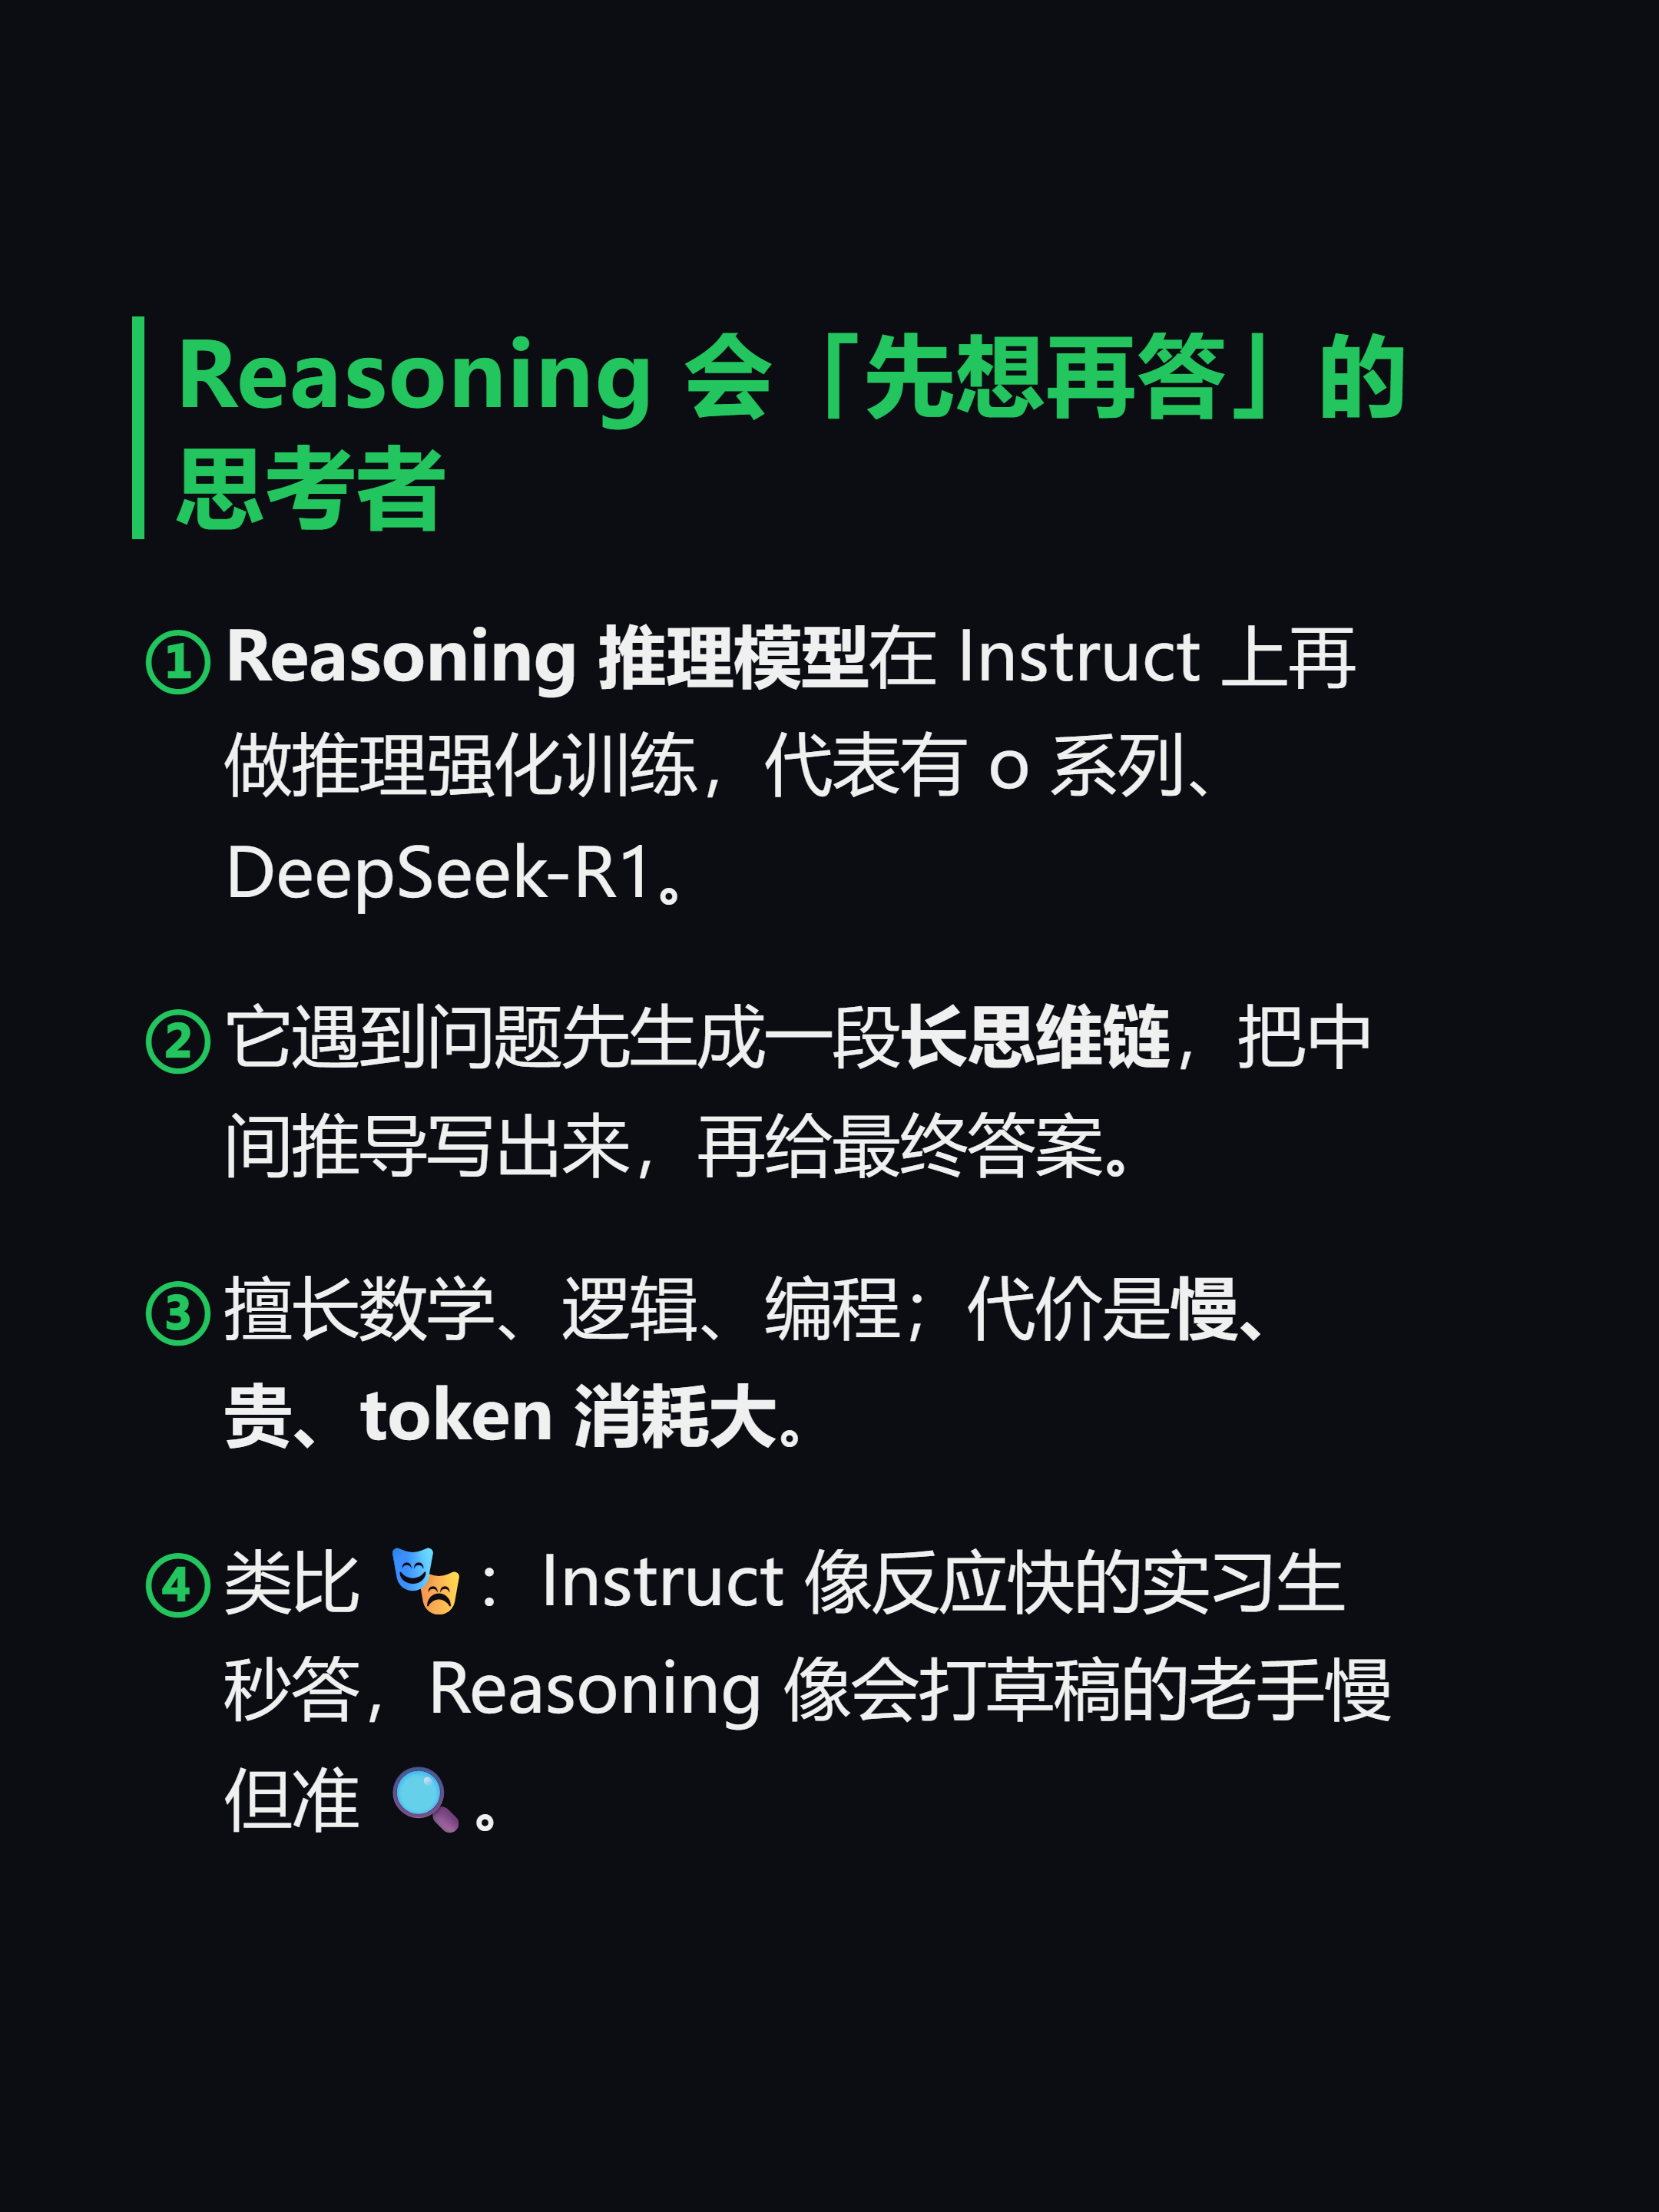 Reasoning 会「先想再答」的
思考者
① Reasoning 推理模型在 Instruct 上再
做推理强化训练，代表有 o 系列、
DeepSeek-R1。
② 它遇到问题先生成一段长思维链，把中
间推导写出来，再给最终答案。
③ 擅长数学、逻辑、编程；代价是慢、
贵、token 消耗大。
④ 类比 🎭：Instruct 像反应快的实习生
秒答，Reasoning 像会打草稿的老手慢
但准 🔍。